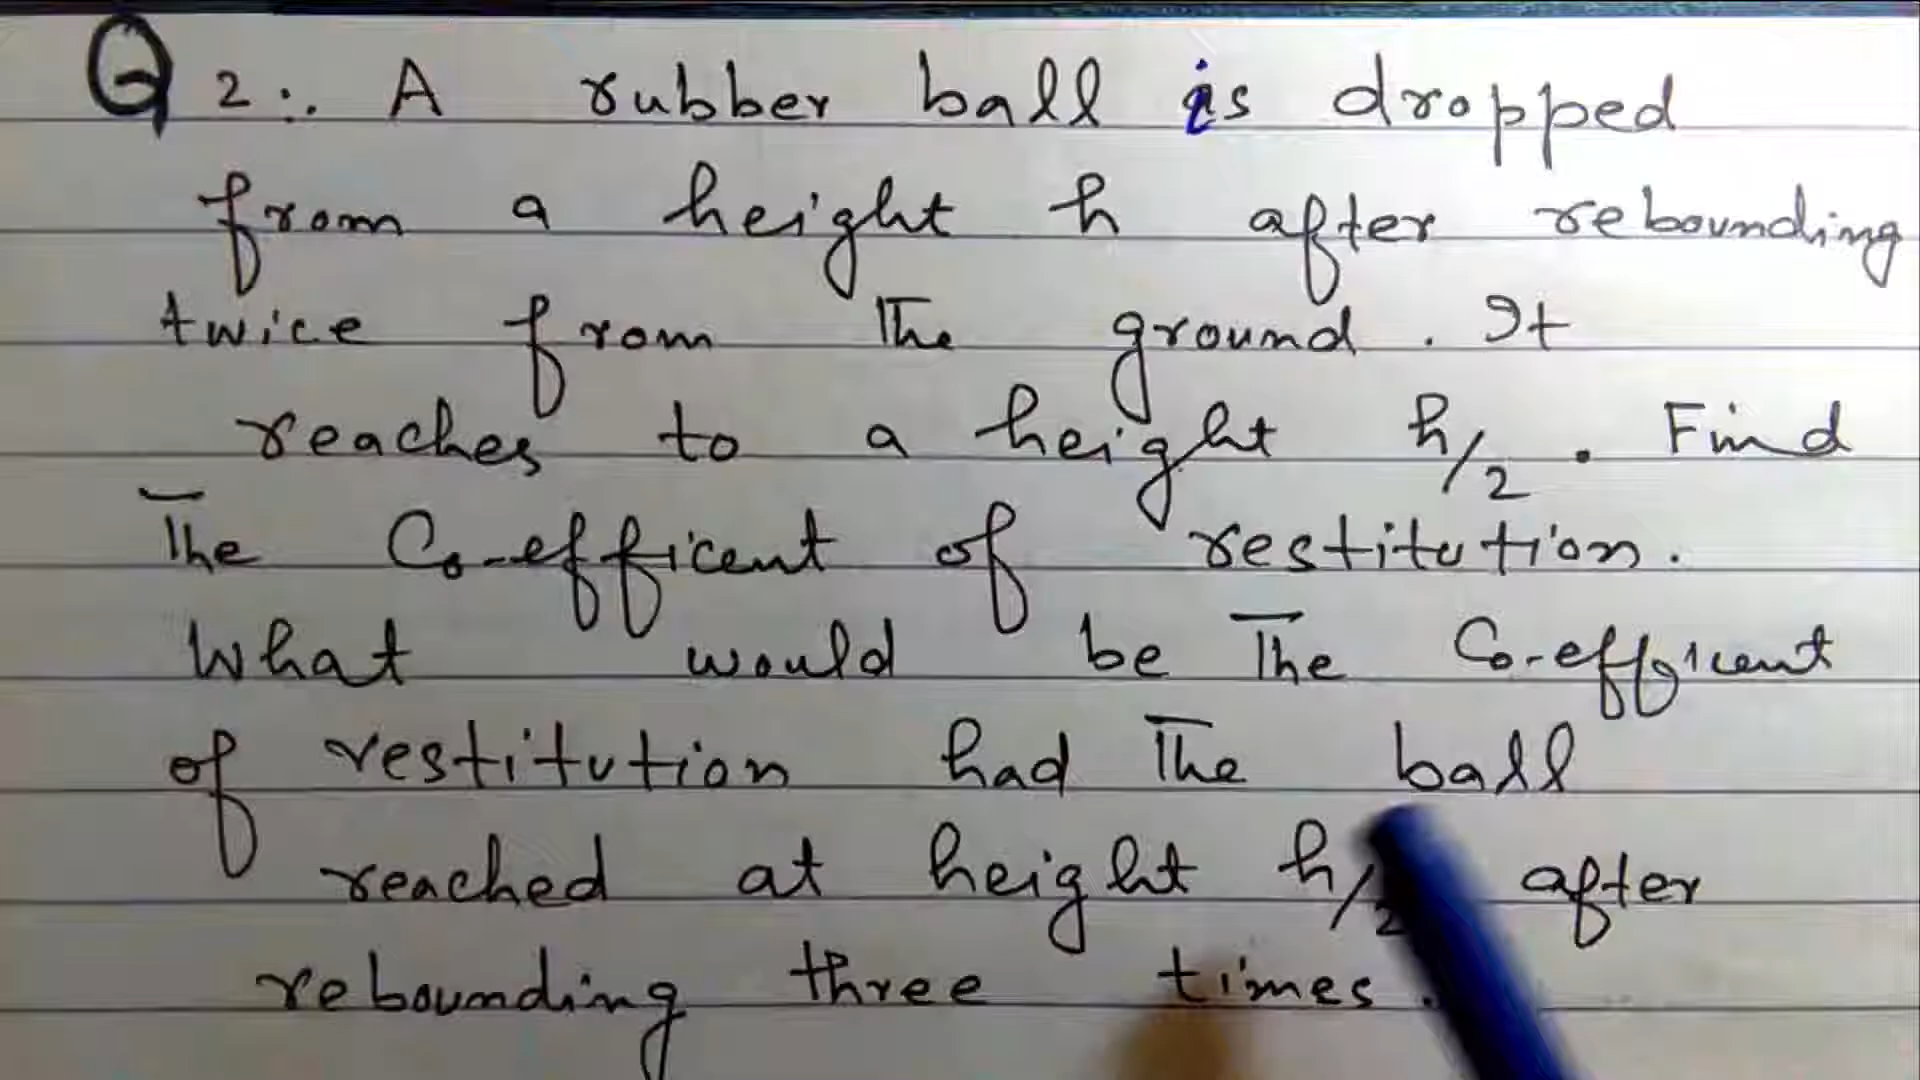 Q 2:. A rubber ball is dropped
from a height h after rebounding
twice from The ground. It
reaches to a height h/2. Find
The Co-efficent of restitution.
What would be The Co-efficent
of restitution had The ball
reached at height h/2 after
rebounding three times.